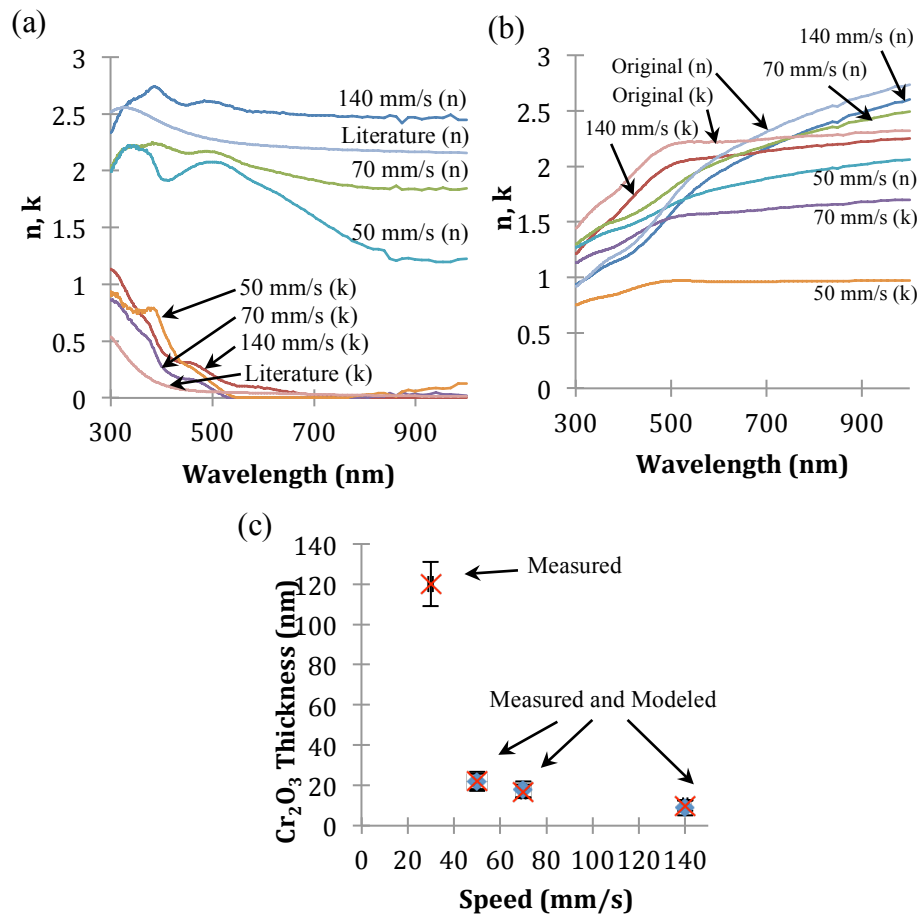 (a)
3
2.5
2
1.5
1
0.5
0
n, k
140 mm/s (n)
Literature (n)
70 mm/s (n)
50 mm/s (n)
50 mm/s (k)
70 mm/s (k)
140 mm/s (k)
Literature (k)
300 500 700 900
Wavelength (nm)
(b)
3
2.5
2
1.5
1
0.5
0
n, k
140 mm/s (n)
70 mm/s (n)
Original (n)
Original (k)
140 mm/s (k)
50 mm/s (n)
70 mm/s (k)
50 mm/s (k)
300 500 700 900
Wavelength (nm)
(c)
140
120
100
80
60
40
20
0
Cr₂O₃ Thickness (nm)
Measured
Measured and Modeled
0 20 40 60 80 100 120 140
Speed (mm/s)